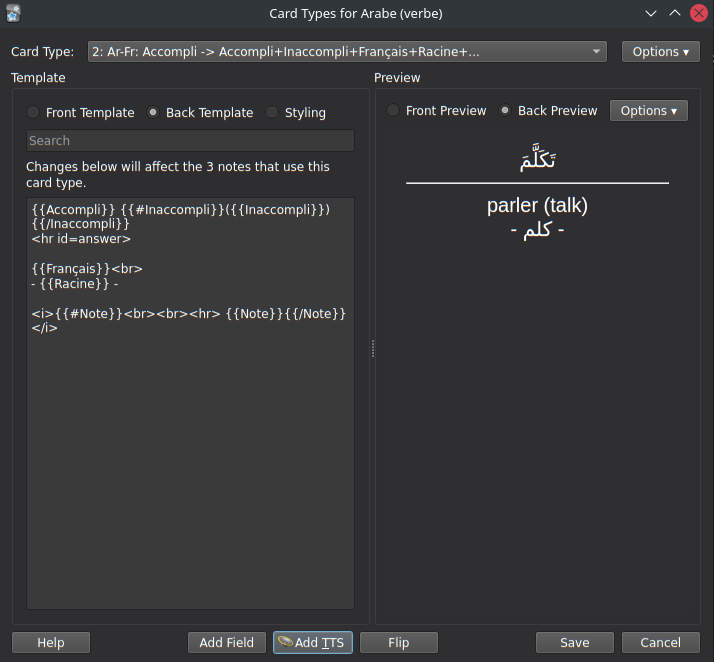 Card Types for Arabe (verbe)
Card Type: 2: Ar-Fr: Accompli -> Accompli+Inaccompli+Français+Racine+... Options ▾
Template
Front Template Back Template Styling
Search
Changes below will affect the 3 notes that use this
card type.
{{Accompli}} {{#Inaccompli}}({{Inaccompli}})
{{/Inaccompli}}
<hr id=answer>
{{Français}}<br>
- {{Racine}} -
<i>{{#Note}}<br><br><hr> {{Note}}{{/Note}}
</i>
Preview
Front Preview Back Preview Options ▾
تَكَلَّمَ
parler (talk)
- كلم -
Help Add Field Add TTS Flip Save Cancel